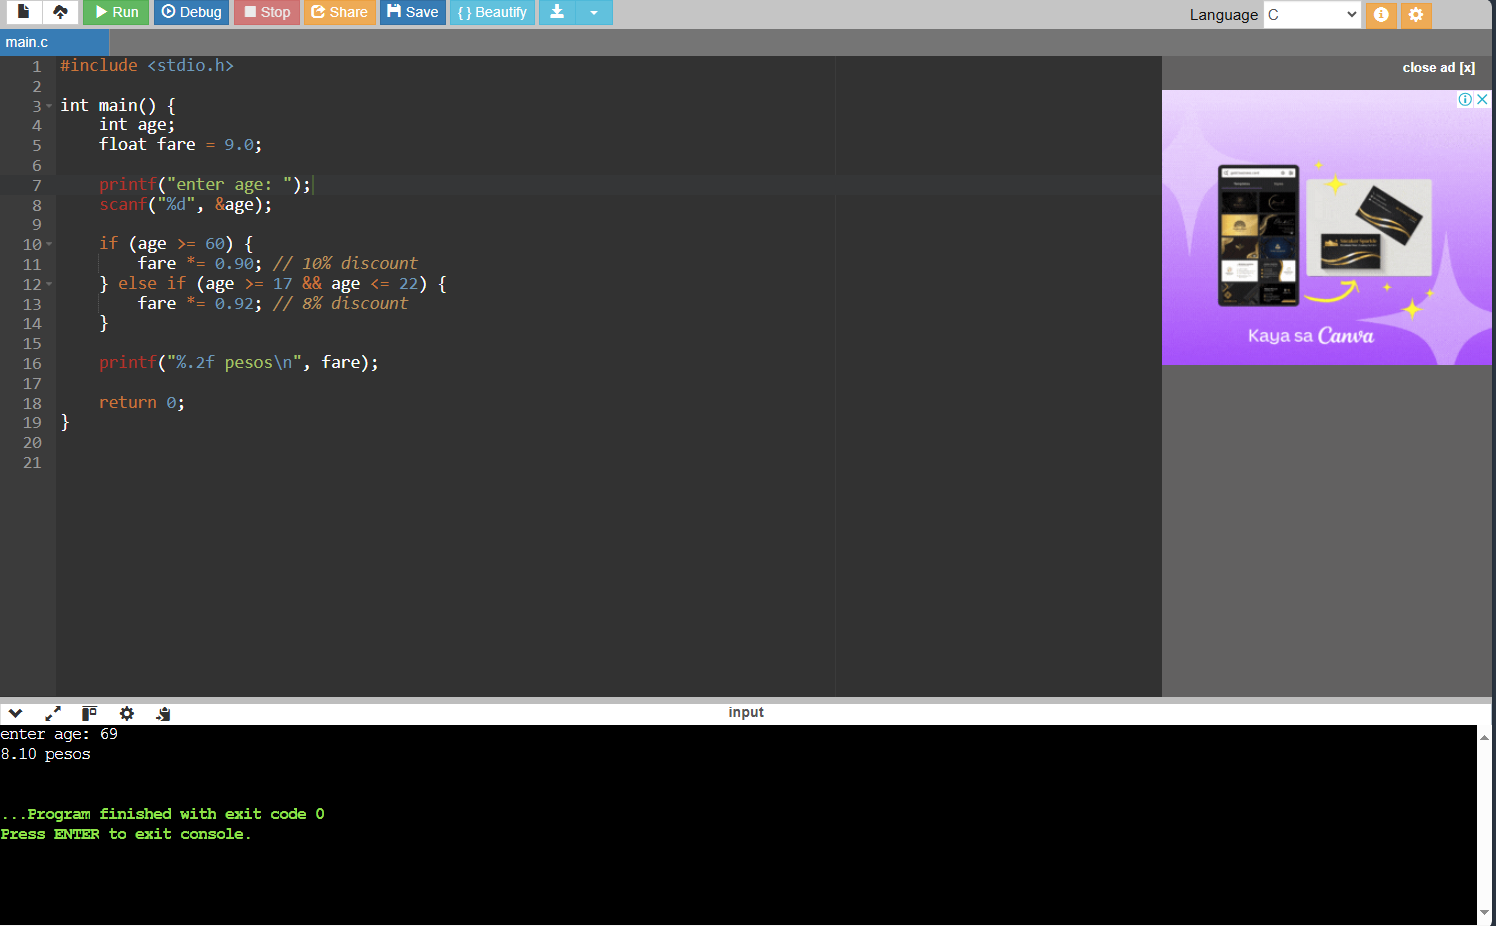 Run Debug Stop Share Save { } Beautify Language C
main.c
close ad [x]
1 #include <stdio.h>
2
3 int main() {
4 int age;
5 float fare = 9.0;
6
7 printf("enter age: ");
8 scanf("%d", &age);
9
10 if (age >= 60) {
11 fare *= 0.90; // 10% discount
12 } else if (age >= 17 && age <= 22) {
13 fare *= 0.92; // 8% discount
14 }
15
16 printf("%.2f pesos\n", fare);
17
18 return 0;
19 }
20
21
Kaya sa Canva
input
enter age: 69
8.10 pesos
...Program finished with exit code 0
Press ENTER to exit console.